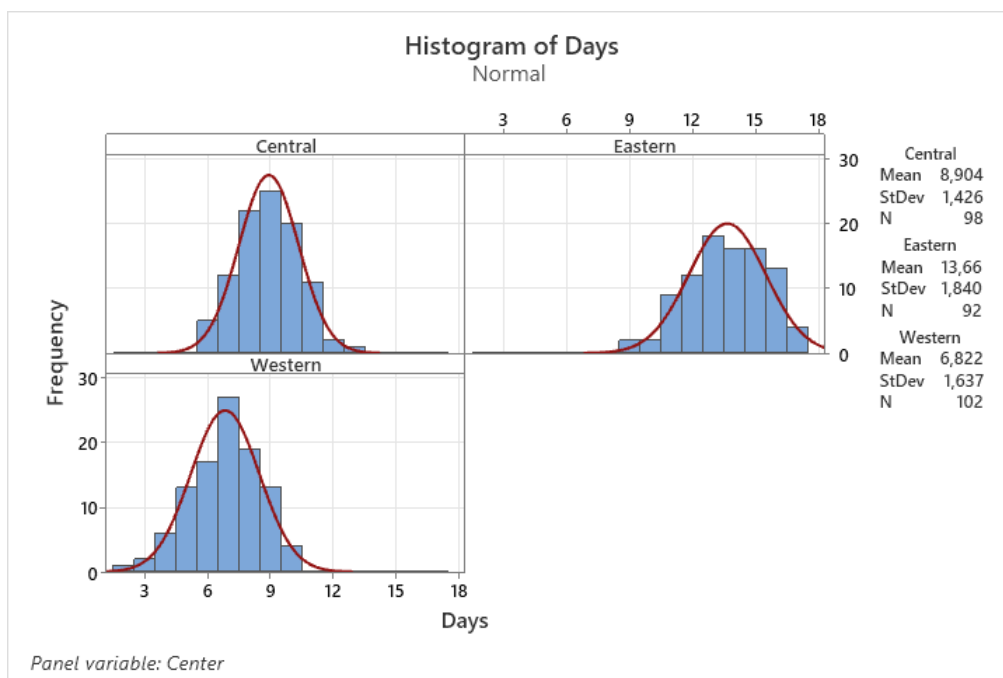 Histogram of Days
Normal
3 6 9 12 15 18
Central Eastern
30
20
10
0
Central
Mean 8,904
StDev 1,426
N 98
Eastern
Mean 13,66
StDev 1,840
N 92
Western
Mean 6,822
StDev 1,637
N 102
Frequency
Western
30
20
10
0
3 6 9 12 15 18
Days
Panel variable: Center